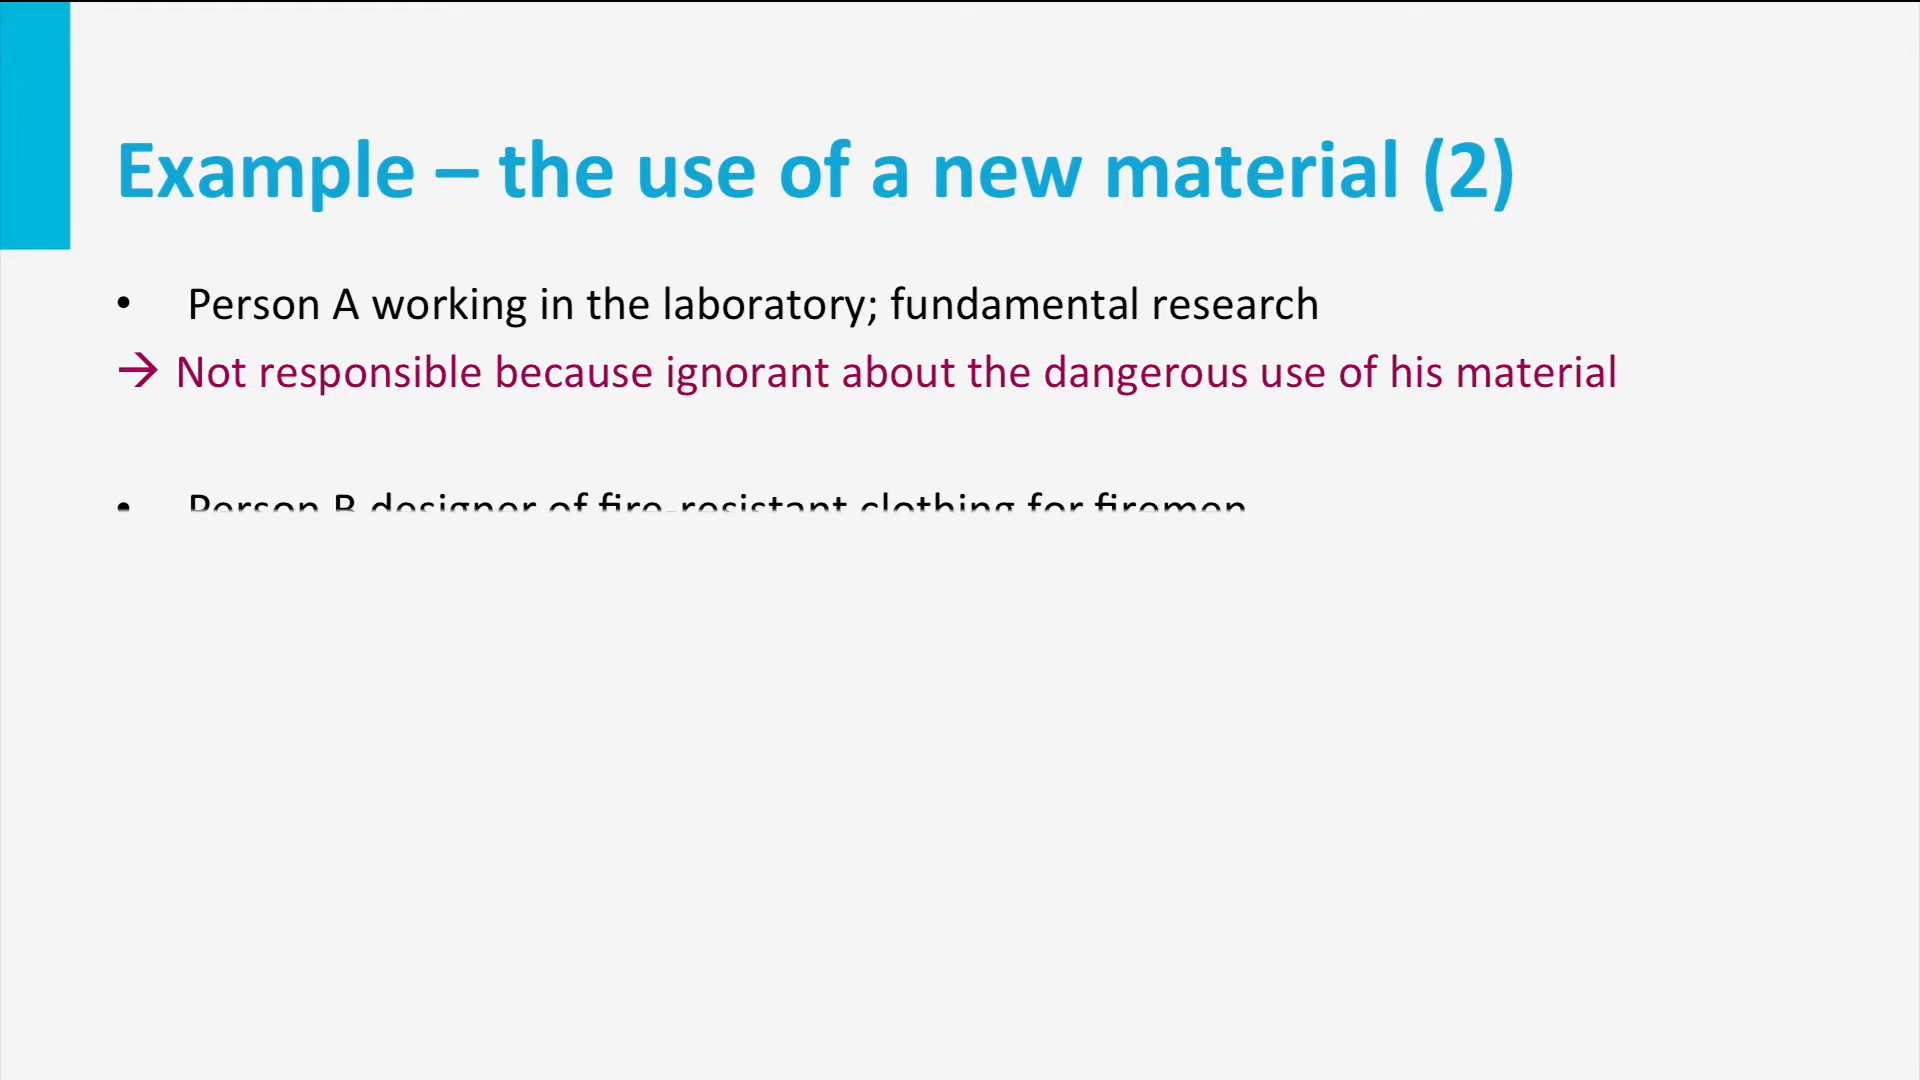 Example – the use of a new material (2)
• Person A working in the laboratory; fundamental research
→ Not responsible because ignorant about the dangerous use of his material
• Person B designer of fire-resistant clothing for firemen